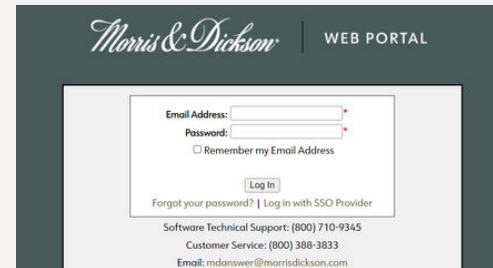 Morris & Dickson WEB PORTAL
Email Address: *
Password: *
Remember my Email Address
Log In
Forgot your password? | Log in with SSO Provider
Software Technical Support: (800) 710-9345
Customer Service: (800) 388-3833
Email: mdanswer@morrisdickson.com